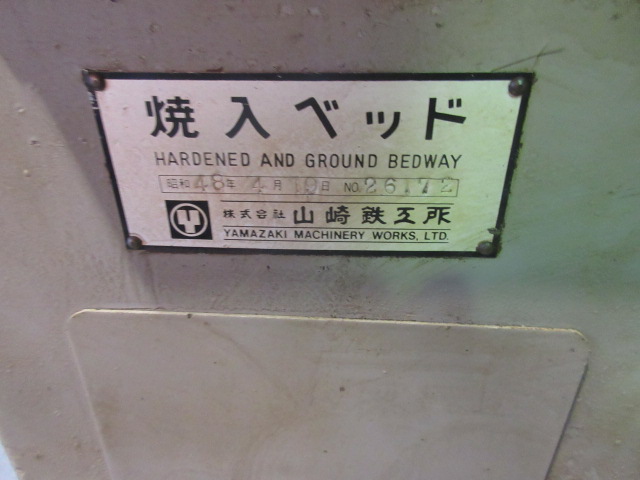 焼入ベッド
HARDENED AND GROUND BEDWAY
昭和48年 4月19日 NO.26172
Y 株式会社 山崎鉄工所
YAMAZAKI MACHINERY WORKS, LTD.